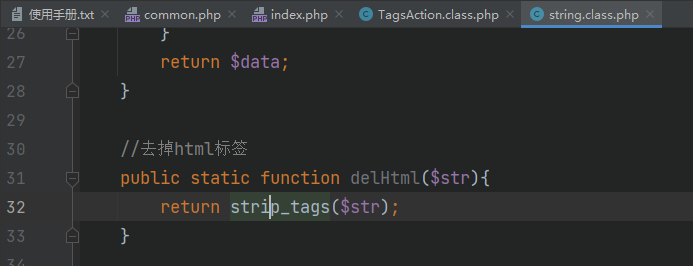 使用手册.txt common.php index.php TagsAction.class.php string.class.php
26 }
27 return $data;
28 }
29
30 //去掉html标签
31 public static function delHtml($str){
32 return strip_tags($str);
33 }
34